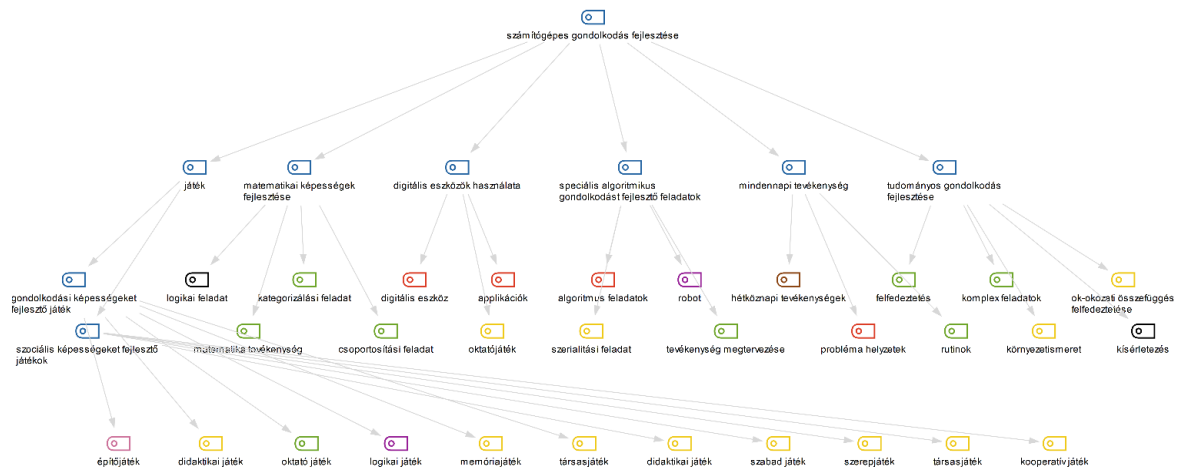 számítógépes gondolkodás fejlesztése
játék
matematikai képességek
fejlesztése
digitális eszközök használata
speciális algoritmikus
gondolkodást fejlesztő feladatok
mindennapi tevékenység
tudományos gondolkodás
fejlesztése
gondolkodási képességeket
fejlesztő játék
logikai feladat
kategorizálási feladat
digitális eszköz
applikációk
algoritmus feladatok
robot
hétköznapi tevékenységek
felfedeztetés
komplex feladatok
ok-okozati összefüggés
felfedeztetése
szociális képességeket fejlesztő
játékok
matematika tevékenység
csoportosítási feladat
oktatójáték
szerialitási feladat
tevékenység megtervezése
probléma helyzetek
rutinok
környezetismeret
kísérletezés
építőjáték
didaktikai játék
oktató játék
logikai játék
memóriajáték
társasjáték
didaktikai játék
szabad játék
szerepjáték
társasjáték
kooperatív játék